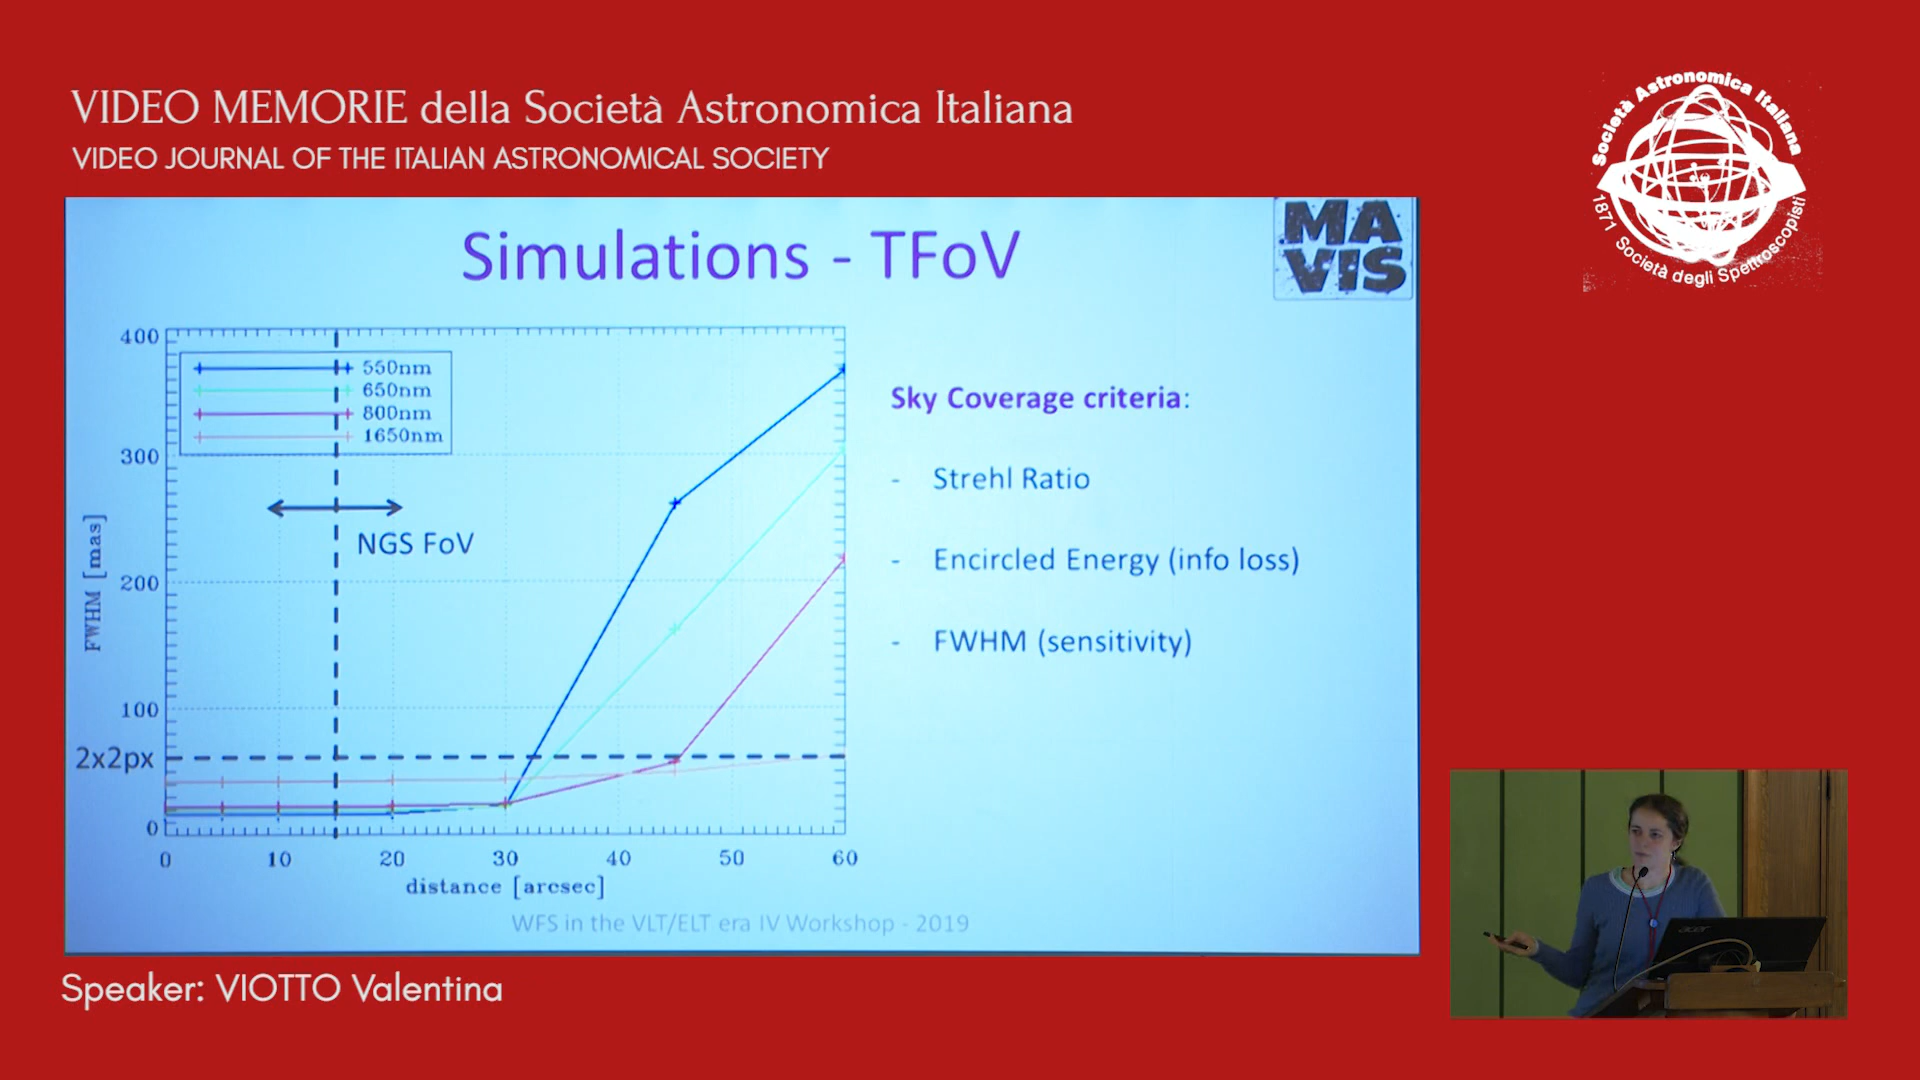 VIDEO MEMORIE della Società Astronomica Italiana
VIDEO JOURNAL OF THE ITALIAN ASTRONOMICAL SOCIETY
Società Astronomica Italiana
1871 Società degli Spettroscopisti
Simulations - TFoV
MA
VIS
400
550nm
650nm
800nm
1650nm
300
NGS FoV
FWHM [mas]
200
100
2x2px
0
0 10 20 30 40 50 60
distance [arcsec]
Sky Coverage criteria:
- Strehl Ratio
- Encircled Energy (info loss)
- FWHM (sensitivity)
WFS in the VLT/ELT era IV Workshop - 2019
acer
Speaker: VIOTTO Valentina